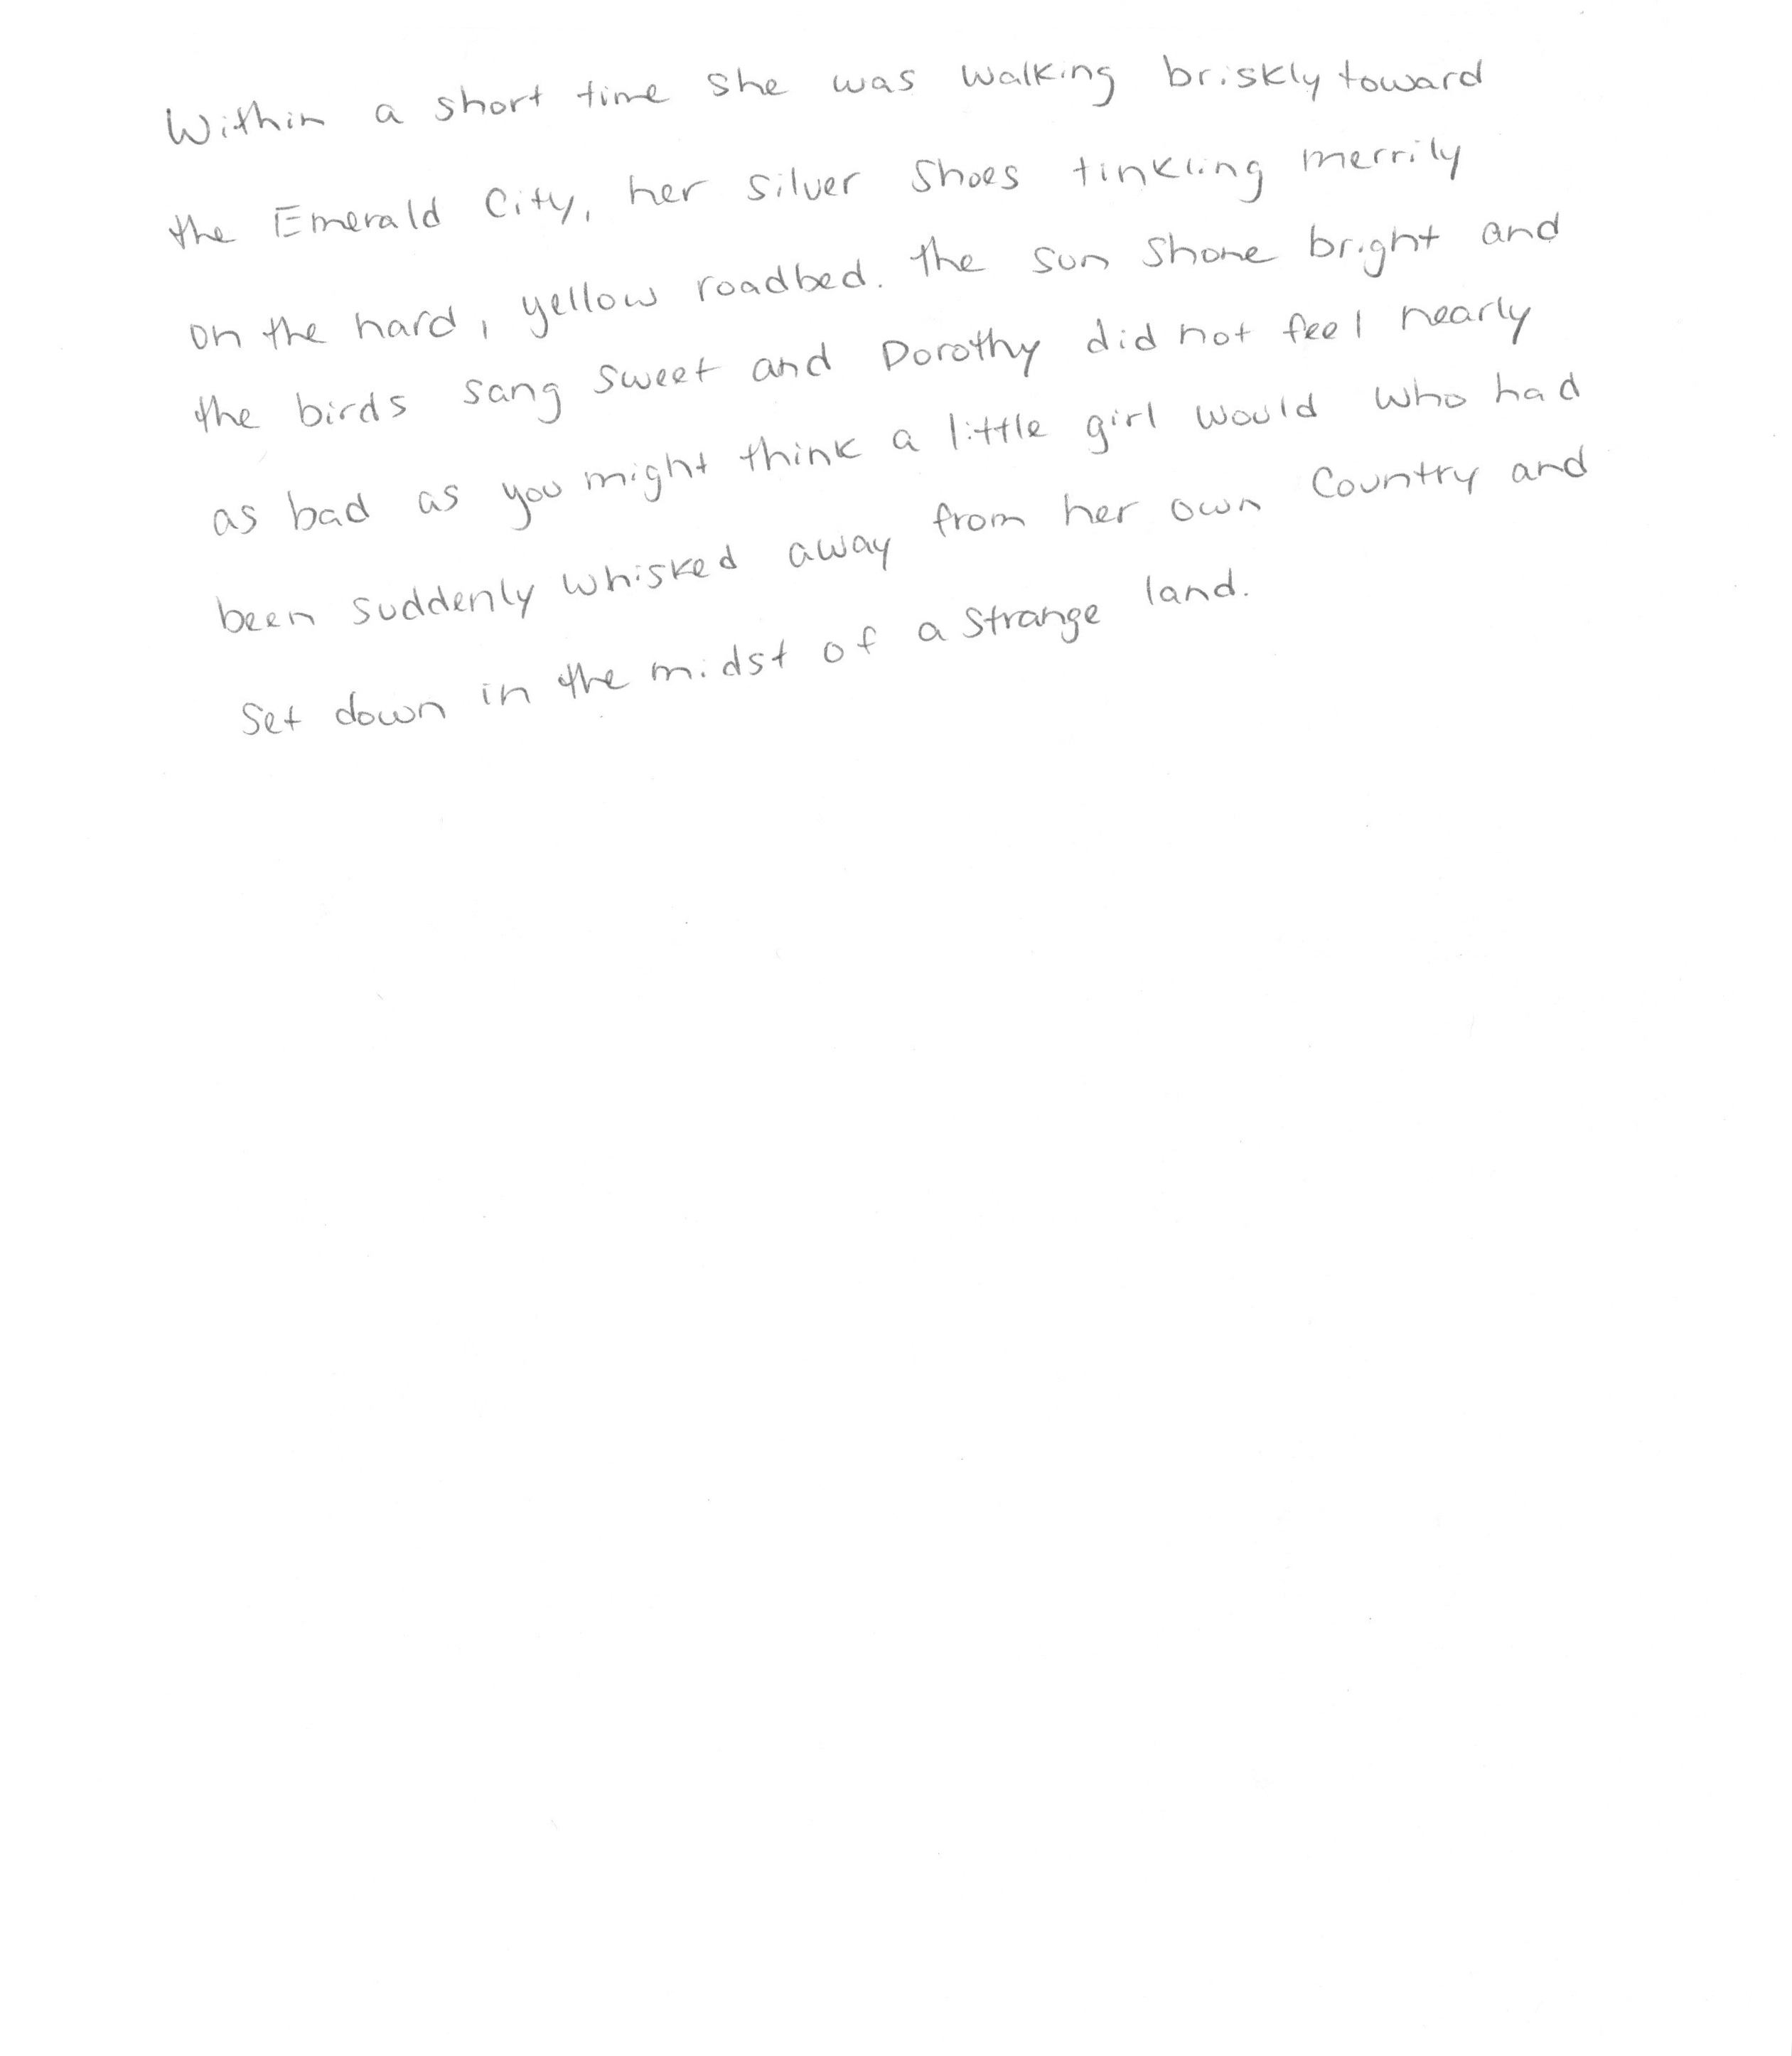 Within a short time she was walking briskly toward
the Emerald City, her silver shoes tinkling merrily
on the hard, yellow roadbed. the sun shone bright and
the birds sang sweet and Dorothy did not feel nearly
as bad as you might think a little girl would who had
been suddenly whisked away from her own country and
set down in the midst of a strange land.